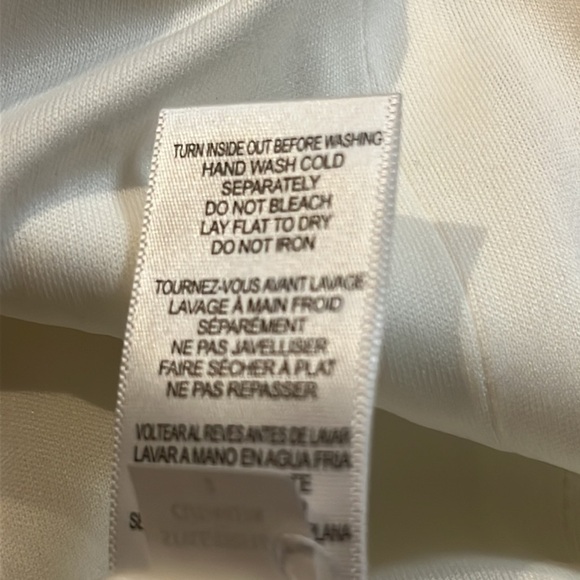 TURN INSIDE OUT BEFORE WASHING
HAND WASH COLD
SEPARATELY
DO NOT BLEACH
LAY FLAT TO DRY
DO NOT IRON
TOURNEZ-VOUS AVANT LAVAGE
LAVAGE À MAIN FROID
SÉPARÉMENT
NE PAS JAVELLISER
FAIRE SÉCHER À PLAT
NE PAS REPASSER
VOLTEAR AL REVES ANTES DE LAVAR
LAVAR A MANO EN AGUA FRIA